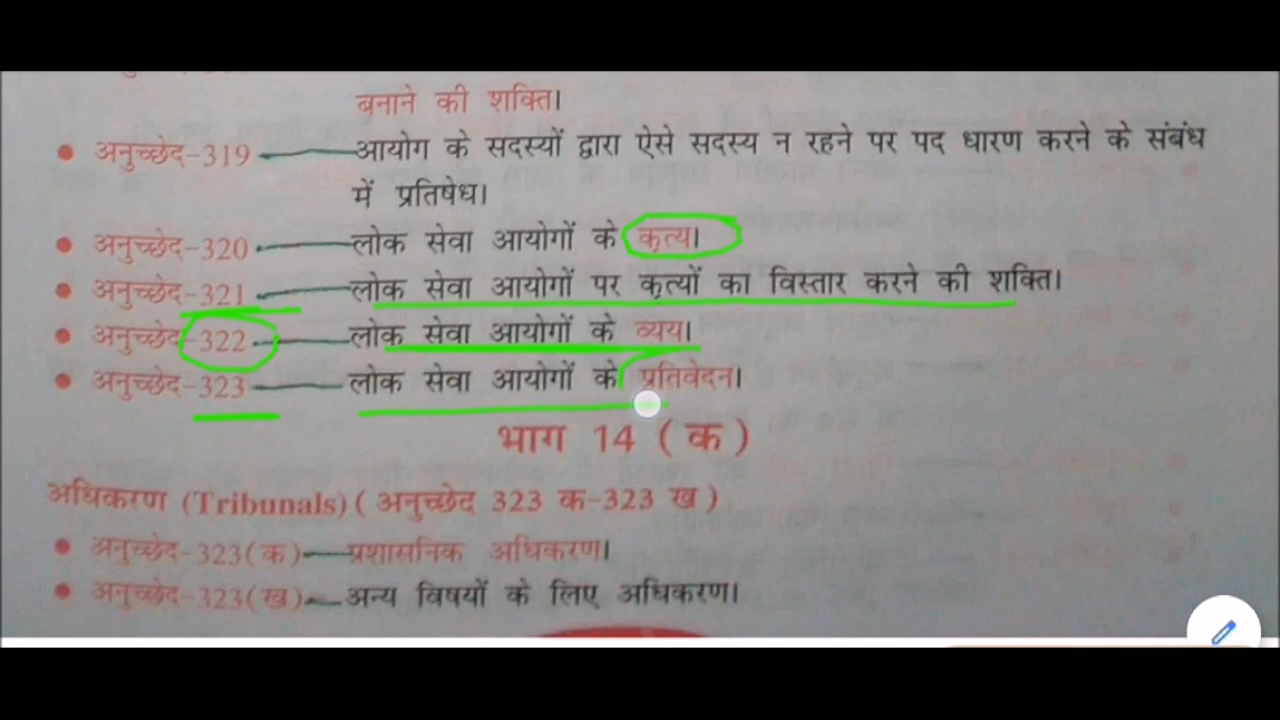 बनाने की शक्ति।
• अनुच्छेद-319 आयोग के सदस्यों द्वारा ऐसे सदस्य न रहने पर पद धारण करने के संबंध
में प्रतिषेध।
• अनुच्छेद-320 लोक सेवा आयोगों के कृत्य।
• अनुच्छेद-321 लोक सेवा आयोगों पर कृत्यों का विस्तार करने की शक्ति।
• अनुच्छेद-322 लोक सेवा आयोगों के व्यय।
• अनुच्छेद-323 लोक सेवा आयोगों के प्रतिवेदन।
भाग 14 ( क )
अधिकरण (Tribunals) ( अनुच्छेद 323 क-323 ख )
• अनुच्छेद-323(क) प्रशासनिक अधिकरण।
• अनुच्छेद-323(ख) अन्य विषयों के लिए अधिकरण।